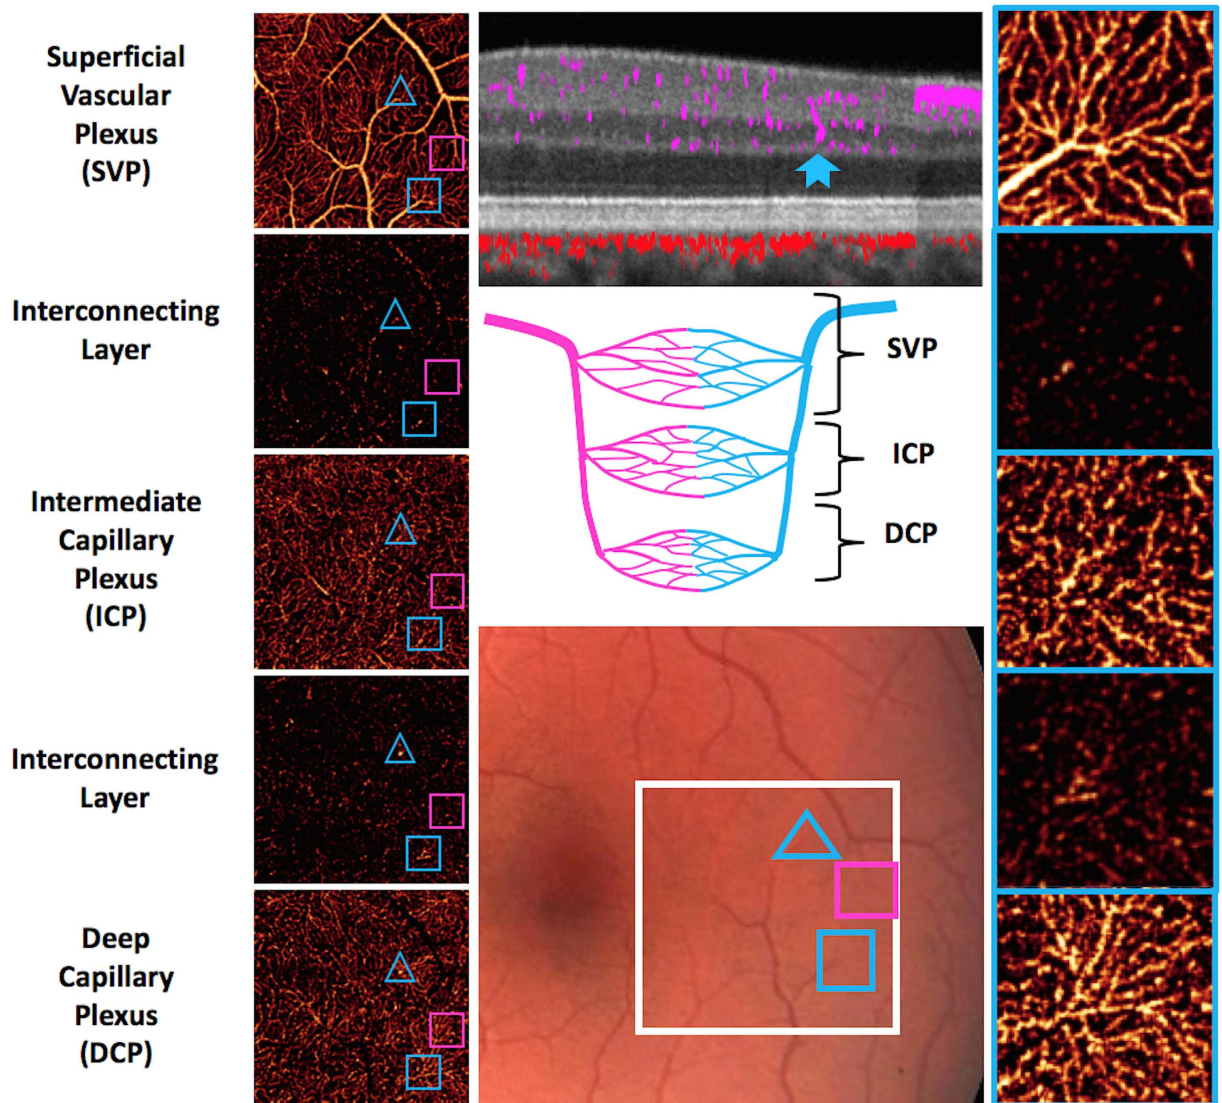 Superficial
Vascular
Plexus
(SVP)
Interconnecting
Layer
Intermediate
Capillary
Plexus
(ICP)
Interconnecting
Layer
Deep
Capillary
Plexus
(DCP)
SVP
ICP
DCP